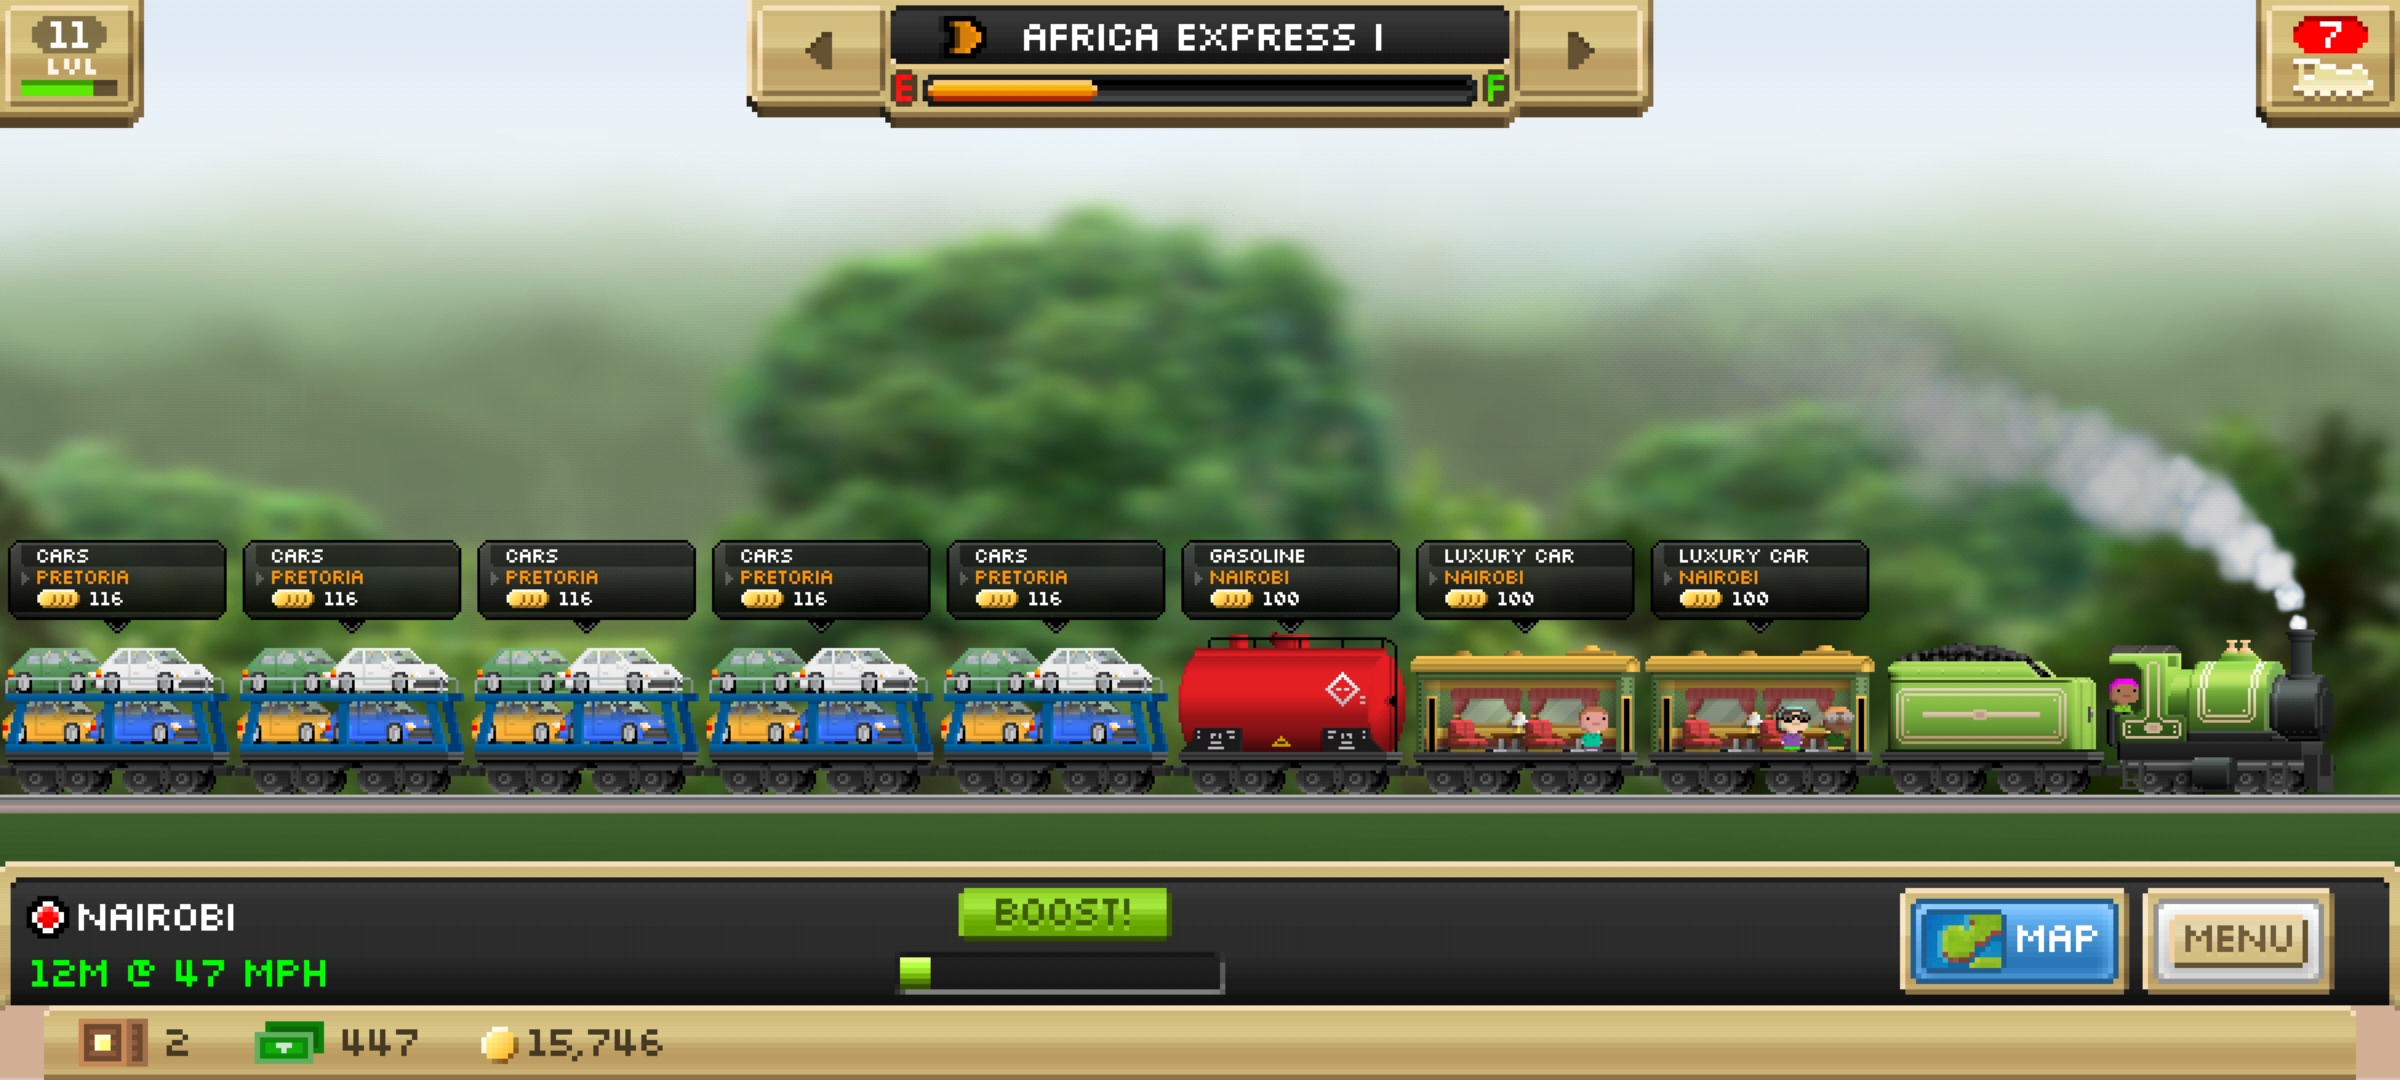 11
LVL
AFRICA EXPRESS I
E
F
7
CARS
PRETORIA
116
CARS
PRETORIA
116
CARS
PRETORIA
116
CARS
PRETORIA
116
CARS
PRETORIA
116
GASOLINE
NAIROBI
100
LUXURY CAR
NAIROBI
100
LUXURY CAR
NAIROBI
100
NAIROBI
12M @ 47 MPH
BOOST!
MAP
MENU
2
447
15,746